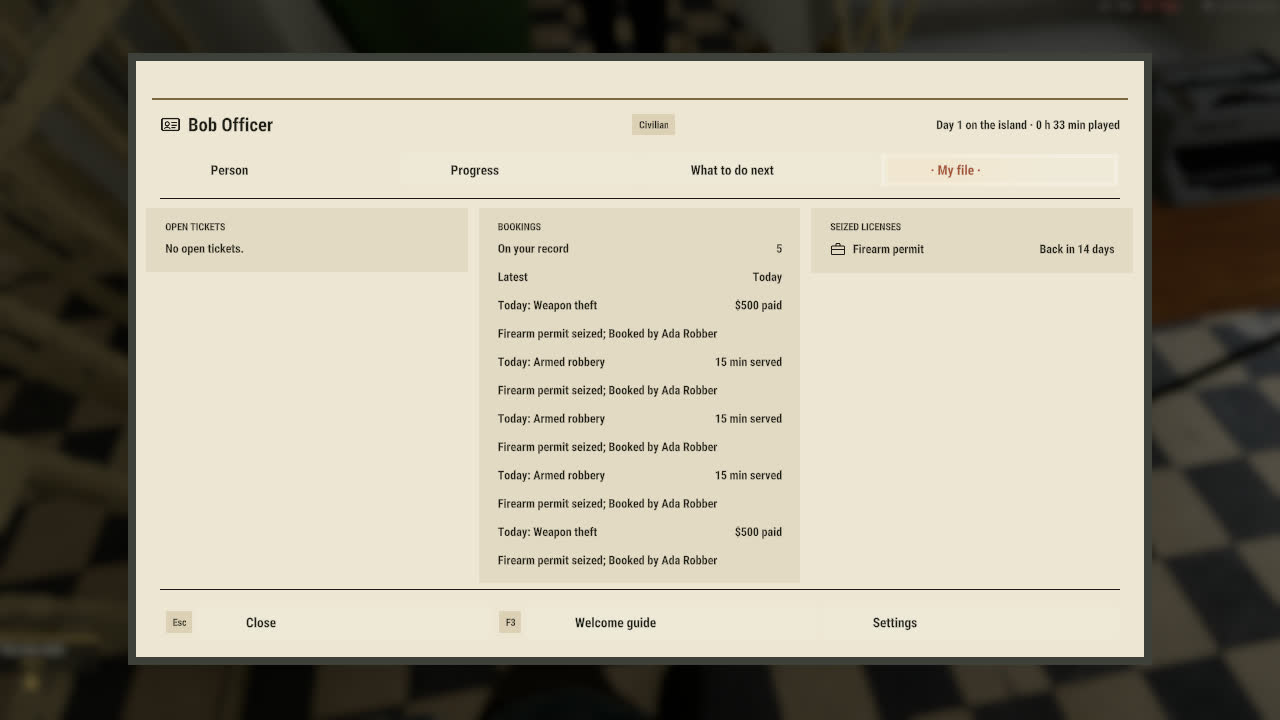 Bob Officer
Civilian
Day 1 on the island · 0 h 33 min played
Person
Progress
What to do next
· My file ·
OPEN TICKETS
No open tickets.
BOOKINGS
On your record 5
Latest Today
Today: Weapon theft $500 paid
Firearm permit seized; Booked by Ada Robber
Today: Armed robbery 15 min served
Firearm permit seized; Booked by Ada Robber
Today: Armed robbery 15 min served
Firearm permit seized; Booked by Ada Robber
Today: Armed robbery 15 min served
Firearm permit seized; Booked by Ada Robber
Today: Weapon theft $500 paid
Firearm permit seized; Booked by Ada Robber
SEIZED LICENSES
Firearm permit Back in 14 days
Esc Close
F3 Welcome guide
Settings